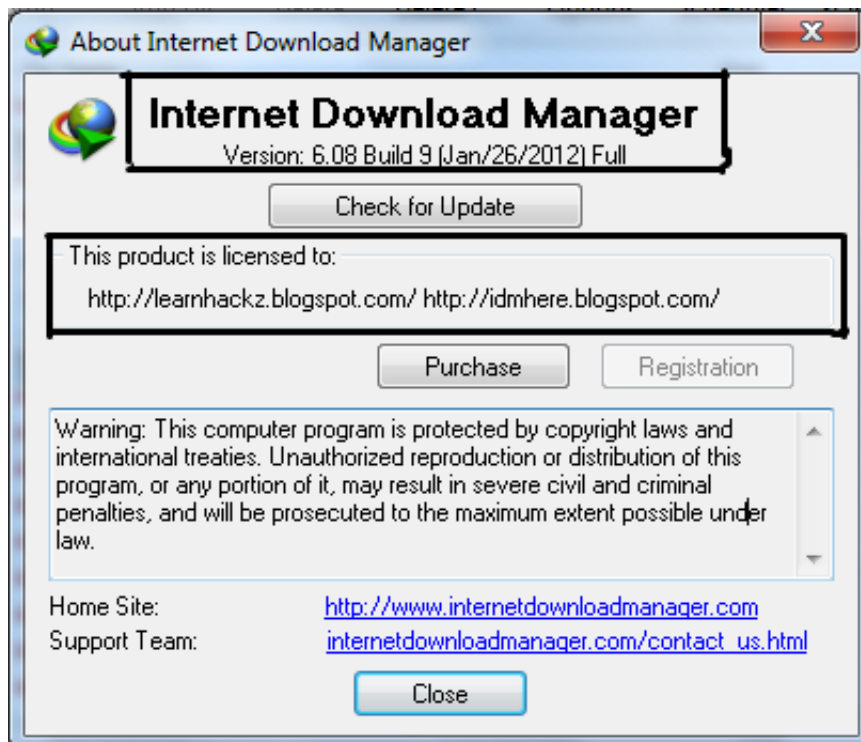 About Internet Download Manager
Internet Download Manager
Version: 6.08 Build 9 (Jan/26/2012) Full
Check for Update
This product is licensed to:
http://learnhackz.blogspot.com/ http://idmhere.blogspot.com/
Purchase Registration
Warning: This computer program is protected by copyright laws and
international treaties. Unauthorized reproduction or distribution of this
program, or any portion of it, may result in severe civil and criminal
penalties, and will be prosecuted to the maximum extent possible under
law.
Home Site: http://www.internetdownloadmanager.com
Support Team: internetdownloadmanager.com/contact_us.html
Close